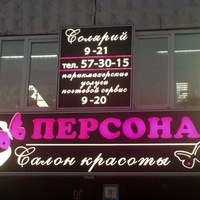 Солярий
9 - 21
тел. 57-30-15
парикмахерские
услуги
ногтевой сервис
9 - 20
ПЕРСОНА
Салон красоты